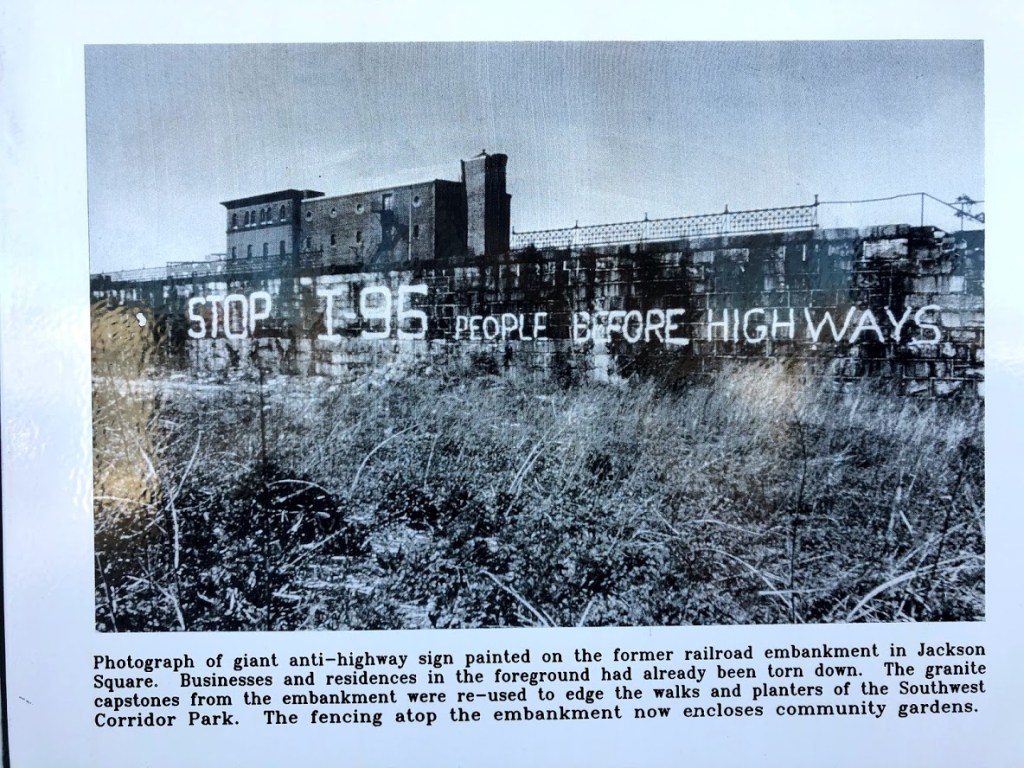 STOP I-95 PEOPLE BEFORE HIGHWAYS
Photograph of giant anti-highway sign painted on the former railroad embankment in Jackson
Square. Businesses and residences in the foreground had already been torn down. The granite
capstones from the embankment were re-used to edge the walks and planters of the Southwest
Corridor Park. The fencing atop the embankment now encloses community gardens.